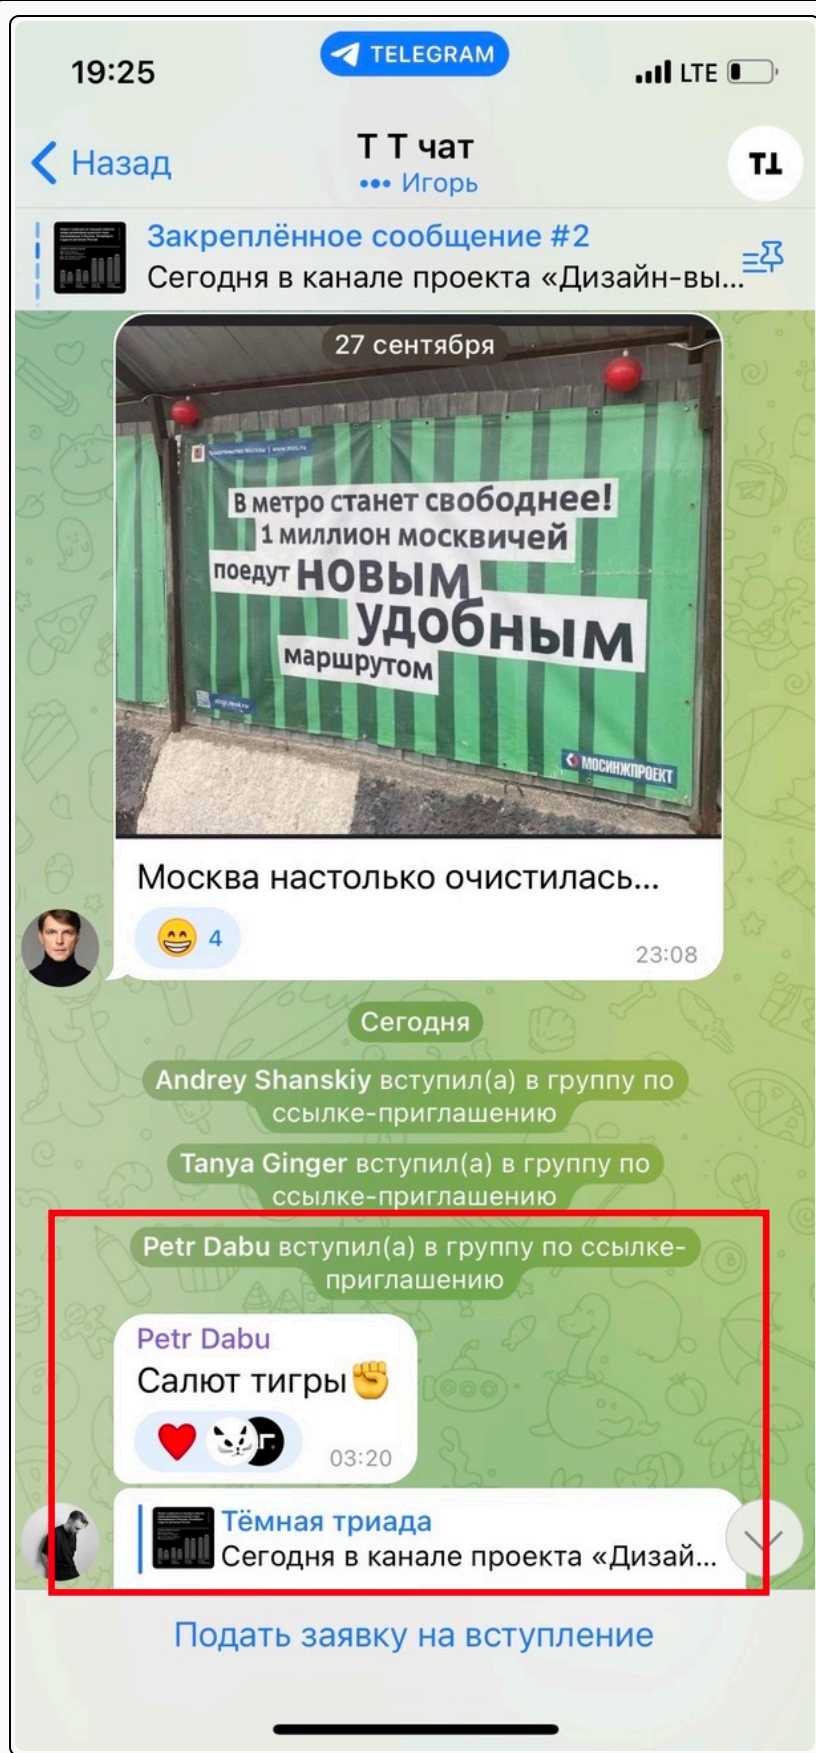 19:25
TELEGRAM
LTE
Назад
Т Т чат
Игорь
Закреплённое сообщение #2
Сегодня в канале проекта «Дизайн-вы...
27 сентября
www.mos.ru
В метро станет свободнее!
1 миллион москвичей
поедут новым
удобным
маршрутом
МОСИНЖПРОЕКТ
Москва настолько очистилась...
4
23:08
Сегодня
Andrey Shanskiy вступил(а) в группу по
ссылке-приглашению
Tanya Ginger вступил(а) в группу по
ссылке-приглашению
Petr Dabu вступил(а) в группу по ссылке-
приглашению
Petr Dabu
Салют тигры✊
03:20
Тёмная триада
Сегодня в канале проекта «Дизай...
Подать заявку на вступление